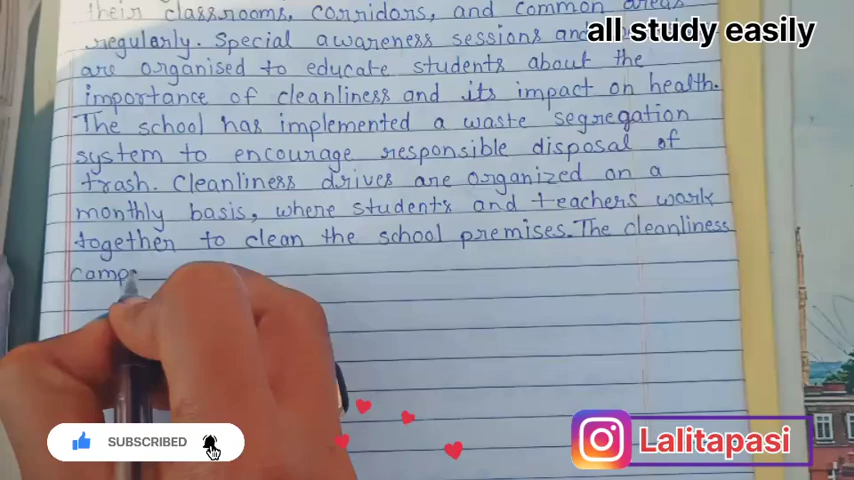 their classrooms, corridors, and common areas
all study easily
regularly. Special awareness sessions and
are organised to educate students about the
importance of cleanliness and its impact on health.
The school has implemented a waste segregation
system to encourage responsible disposal of
trash. Cleanliness drives are organized on a
monthly basis, where students and teachers work
together to clean the school premises. The cleanliness
camp
SUBSCRIBED
Lalitapasi